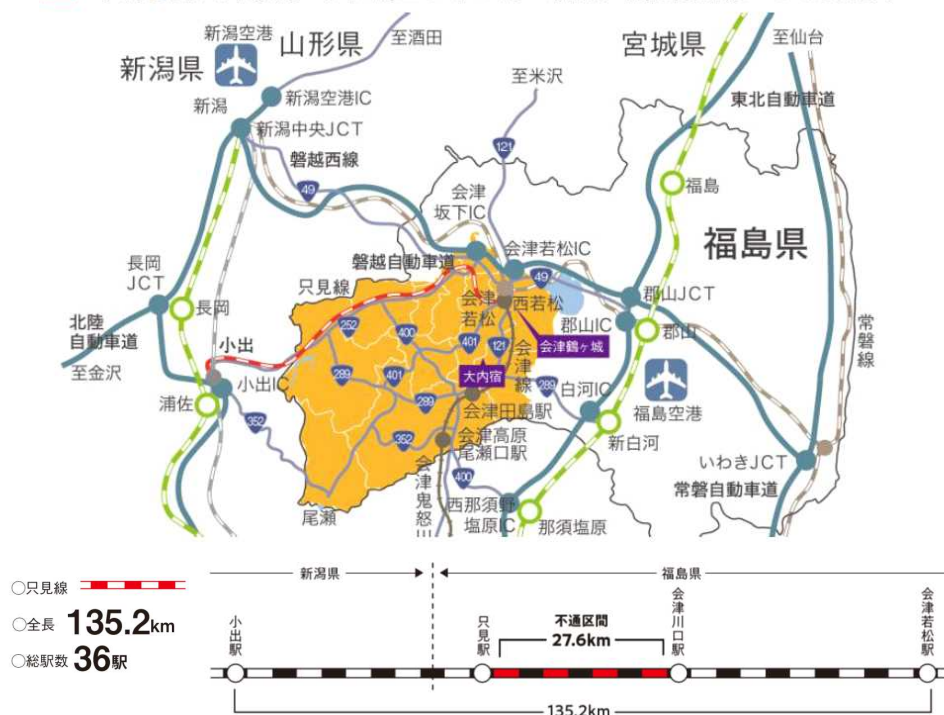 新潟空港
山形県
至酒田
宮城県
至仙台
新潟県
至米沢
新潟空港IC
東北自動車道
新潟
新潟中央JCT
121
磐越西線
49
会津
坂下IC
福島
福島県
会津若松IC
長岡
JCT
磐越自動車道
只見線
49
郡山JCT
長岡
会津
若松
西若松
252
400
郡山IC
郡山
北陸
自動車道
小出
401
121
会津鶴ヶ城
常磐線
至金沢
小出IC
289
401
大内宿
会津線
289
白河IC
福島空港
浦佐
289
会津田島駅
352
352
会津高原
尾瀬口駅
新白河
いわきJCT
400
会津鬼怒川
西那須野
塩原IC
常磐自動車道
尾瀬
那須塩原
新潟県
福島県
○只見線
○全長 135.2km
○総駅数 36駅
小出駅
只見駅
不通区間
27.6km
会津川口駅
会津若松駅
135.2km